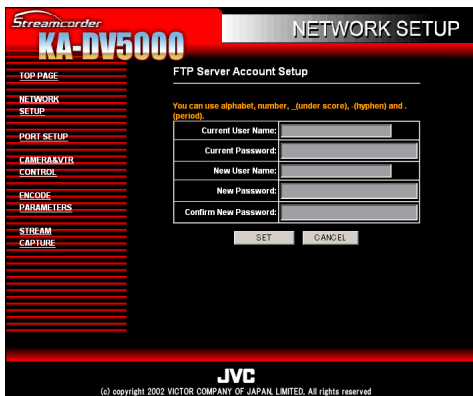 Streamcorder
KA-DV5000
NETWORK SETUP
TOP PAGE
NETWORK
SETUP
PORT SETUP
CAMERA&VTR
CONTROL
ENCODE
PARAMETERS
STREAM
CAPTURE
FTP Server Account Setup
You can use alphabet, number, _(under score), -(hyphen) and .
(period).
Current User Name:
Current Password:
New User Name:
New Password:
Confirm New Password:
SET CANCEL
JVC
(c) copyright 2002 VICTOR COMPANY OF JAPAN, LIMITED, All rights reserved